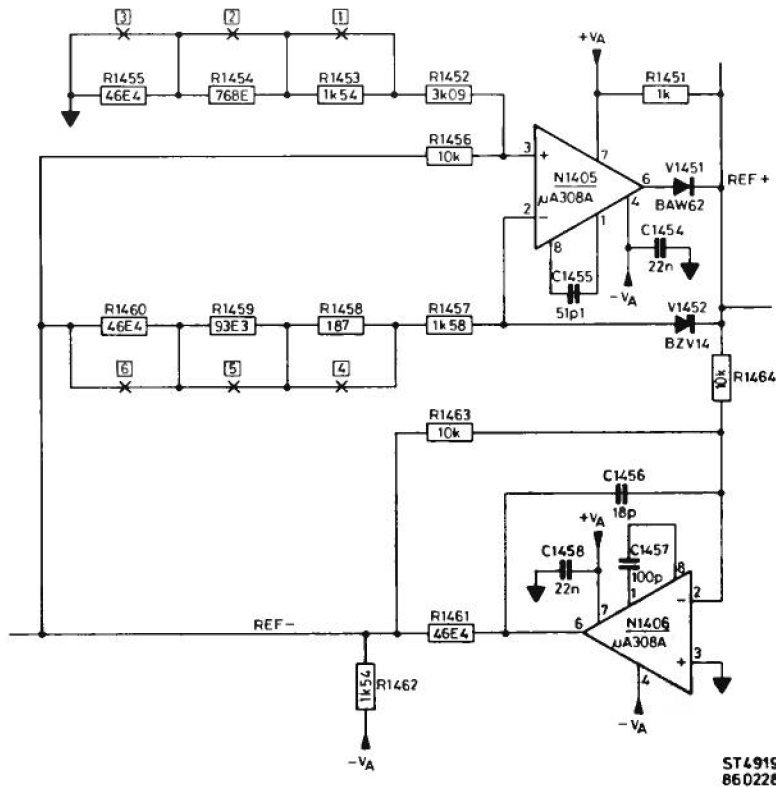 3
2
1
+VA
R1455
R1454
R1453
R1452
R1451
46E4
768E
1k54
3k09
1k
R1456
10k
3
+
7
N1405
µA308A
6
V1451
BAW62
REF+
2
−
8
1
4
C1454
22n
C1455
51p1
−VA
R1460
R1459
R1458
R1457
46E4
93E3
187
1k58
V1452
BZV14
6
5
4
10k
R1464
R1463
10k
C1456
18p
+VA
C1458
22n
C1457
100p
8
1
7
2
−
6
N1406
µA308A
+
3
4
−VA
REF−
R1461
46E4
1k54
R1462
−VA
ST4919
860228